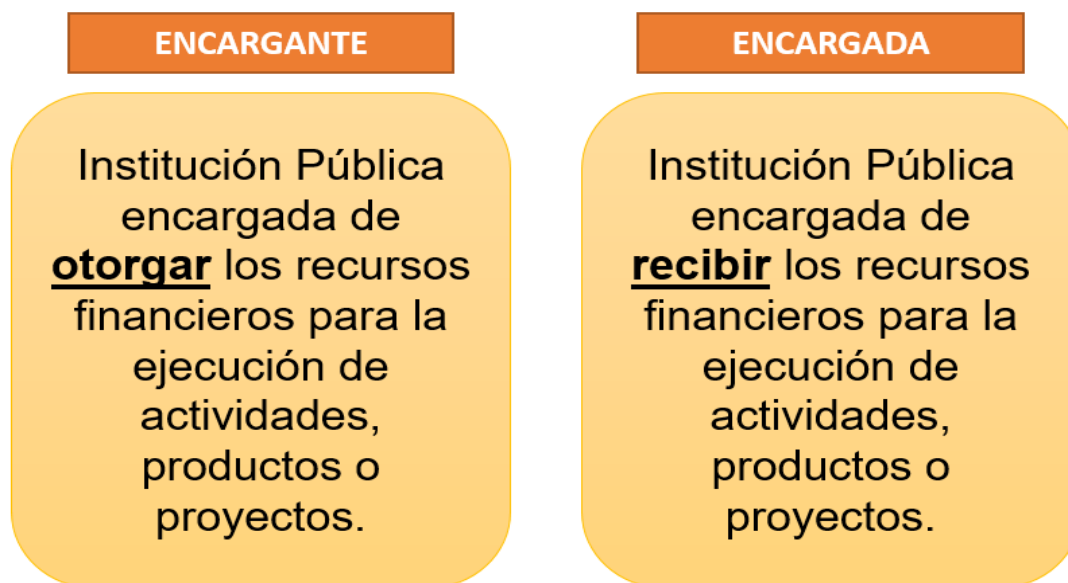 ENCARGANTE
Institución Pública
encargada de
otorgar los recursos
financieros para la
ejecución de
actividades,
productos o
proyectos.
ENCARGADA
Institución Pública
encargada de
recibir los recursos
financieros para la
ejecución de
actividades,
productos o
proyectos.